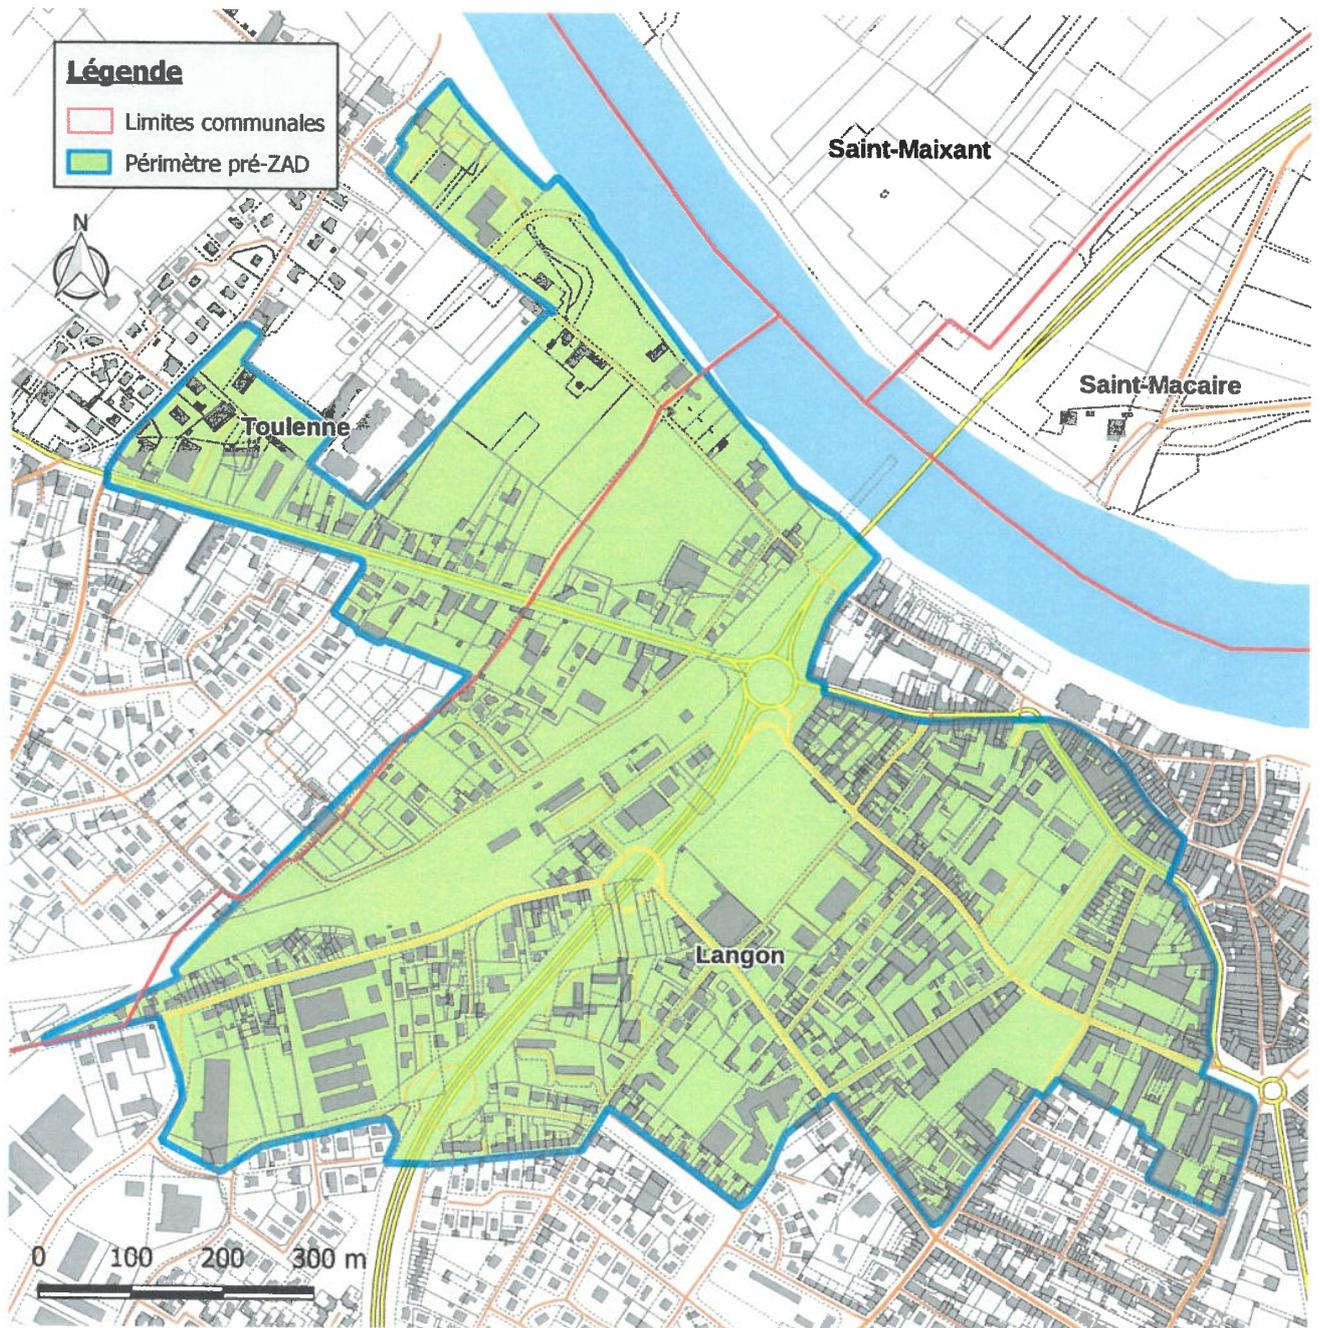 Légende
Limites communales
Périmètre pré-ZAD
N
Saint-Maixant
Saint-Macaire
Toulenne
Langon
0 100 200 300 m